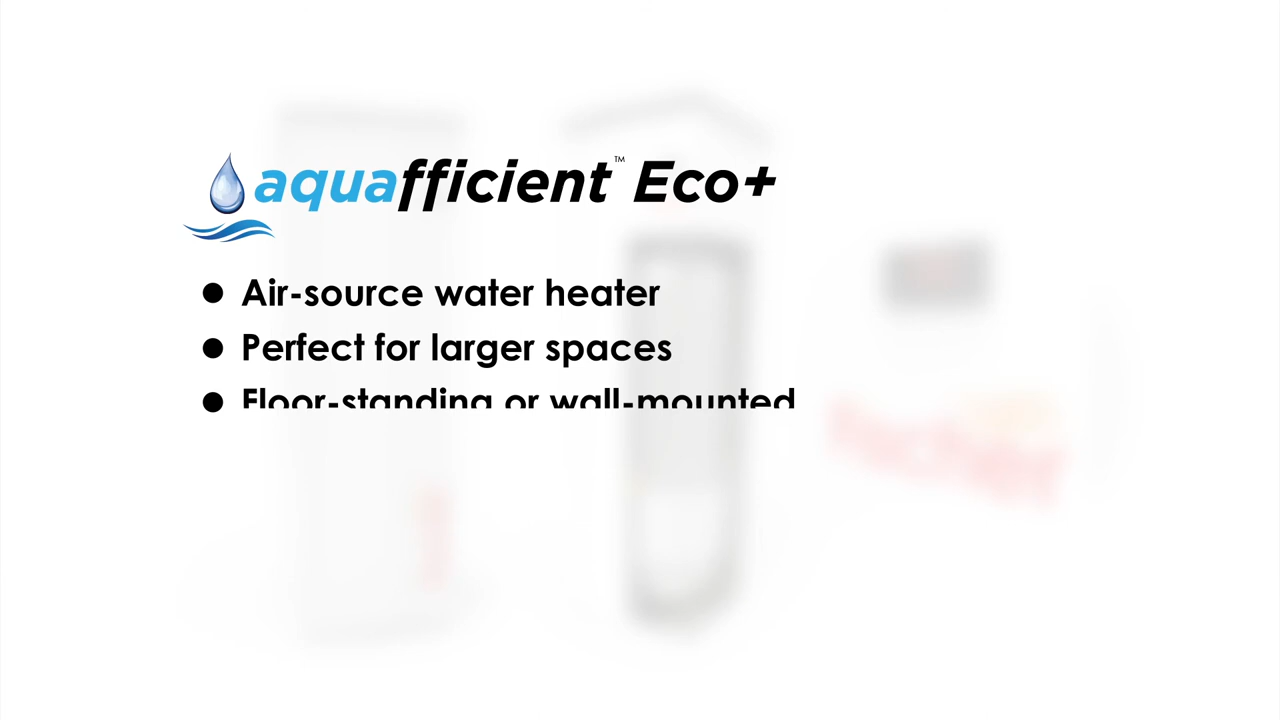 aquafficient™ Eco+
● Air-source water heater
● Perfect for larger spaces
● Floor-standing or wall-mounted